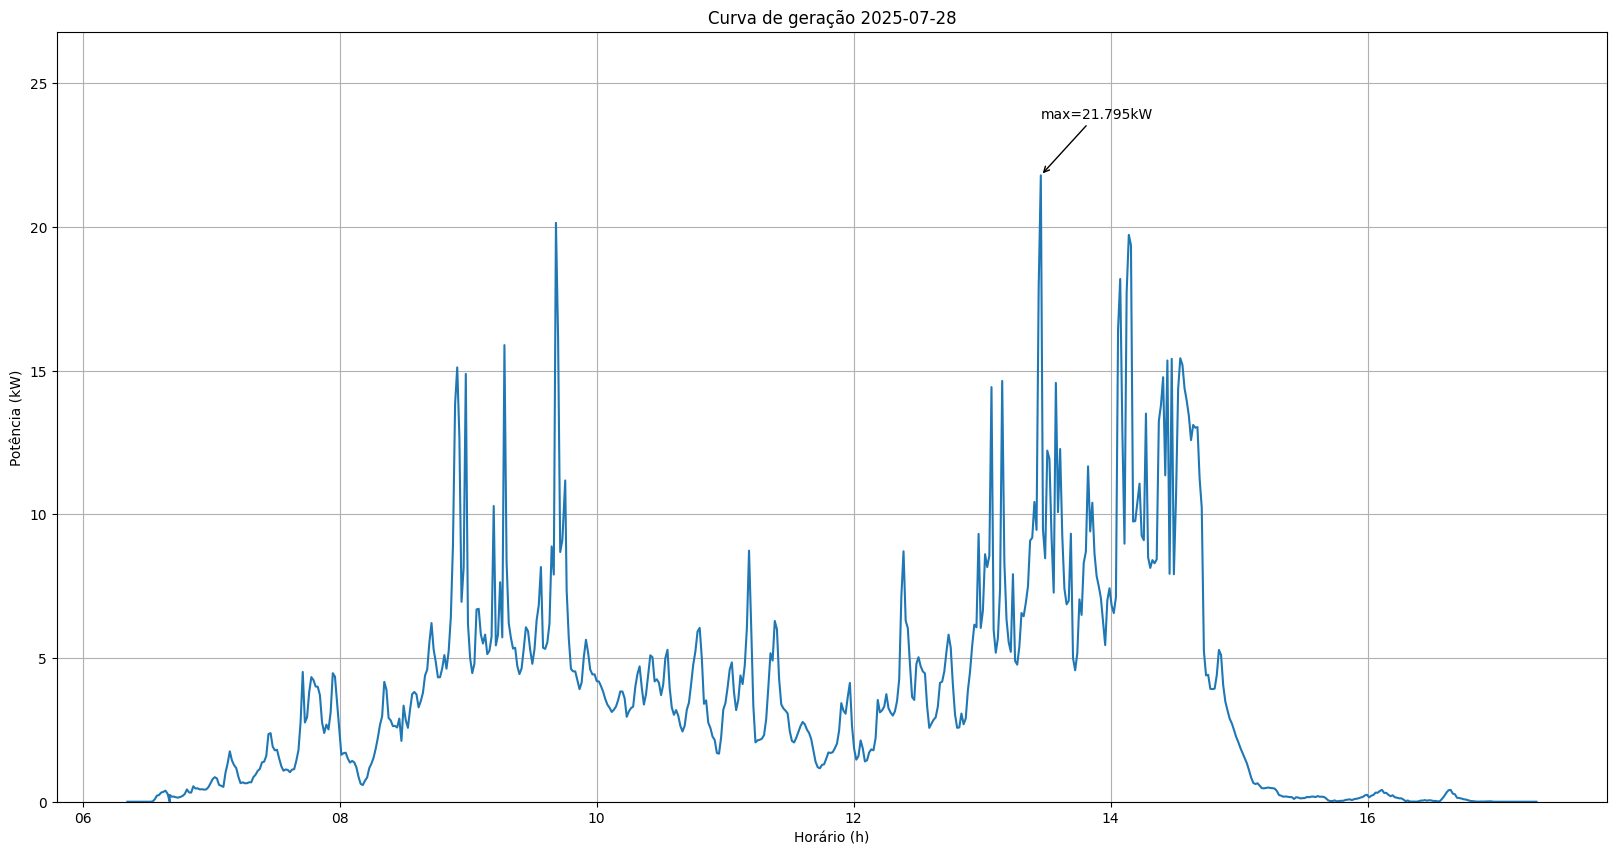 Curva de geração 2025-07-28
25
20
15
10
5
0
max=21.795kW
Potência (kW)
06 08 10 12 14 16
Horário (h)